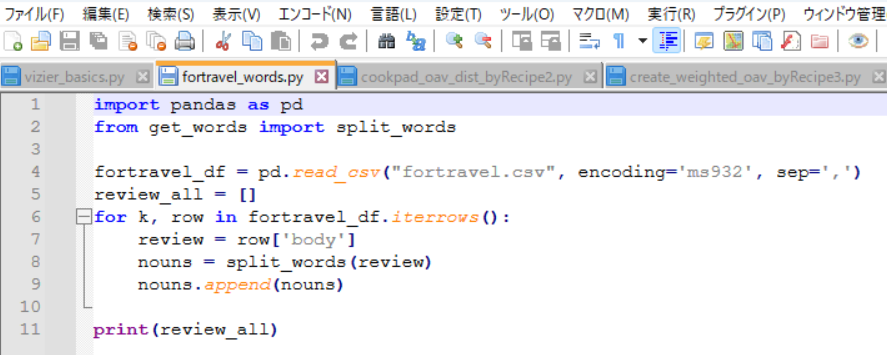 ファイル(F) 編集(E) 検索(S) 表示(V) エンコード(N) 言語(L) 設定(T) ツール(O) マクロ(M) 実行(R) プラグイン(P) ウィンドウ管理
vizier_basics.py fortravel_words.py cookpad_oav_dist_byRecipe2.py create_weighted_oav_byRecipe3.py
1 import pandas as pd
2 from get_words import split_words
3
4 fortravel_df = pd.read_csv("fortravel.csv", encoding='ms932', sep=',')
5 review_all = []
6 for k, row in fortravel_df.iterrows():
7     review = row['body']
8     nouns = split_words(review)
9     nouns.append(nouns)
10
11 print(review_all)